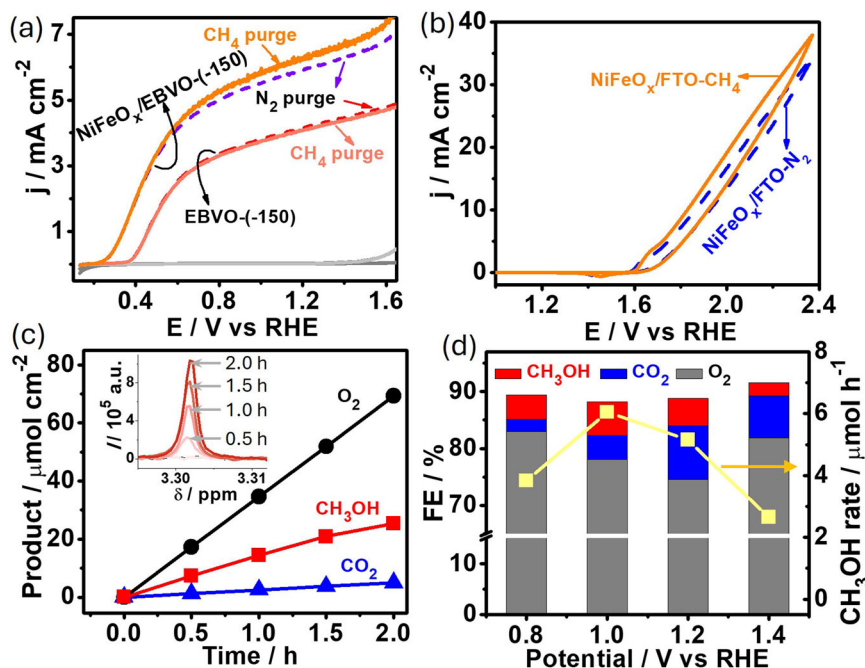 (a)
7
5
3
1
j / mA cm⁻²
CH₄ purge
NiFeOₓ/EBVO-(-150)
N₂ purge
CH₄ purge
EBVO-(-150)
0.4 0.8 1.2 1.6
E / V vs RHE
(b)
40
30
20
10
0
j / mA cm⁻²
NiFeOₓ/FTO-CH₄
NiFeOₓ/FTO-N₂
1.2 1.6 2.0 2.4
E / V vs RHE
(c)
80
60
40
20
0
Product / μmol cm⁻²
I / 10⁵ a.u.
2.0 h
1.5 h
1.0 h
0.5 h
3.30 3.31
δ / ppm
O₂
CH₃OH
CO₂
0.0 0.5 1.0 1.5 2.0
Time / h
(d)
CH₃OH CO₂ O₂
90
80
70
10
0
FE / %
8
6
4
2
0
CH₃OH rate / μmol h⁻¹
0.8 1.0 1.2 1.4
Potential / V vs RHE